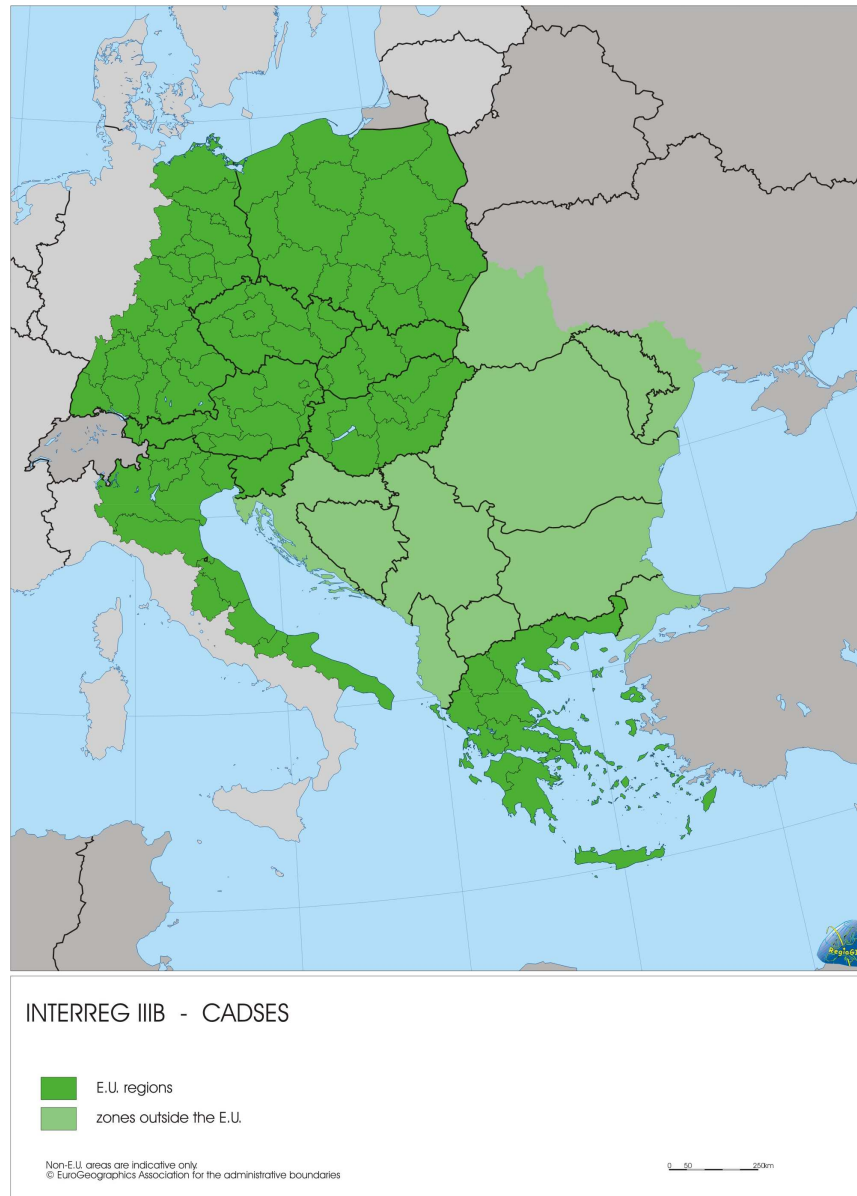 INTERREG IIIB - CADSES
E.U. regions
zones outside the E.U.
Non-E.U. areas are indicative only.
© EuroGeographics Association for the administrative boundaries
0 50 250km